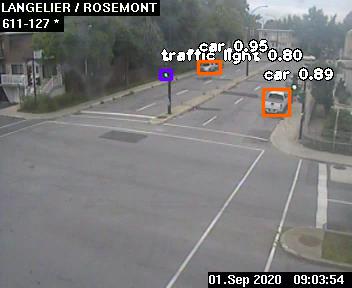 LANGELIER / ROSEMONT
611-127 *
car 0.95
traffic light 0.80
car 0.89
01.Sep 2020 09:03:54